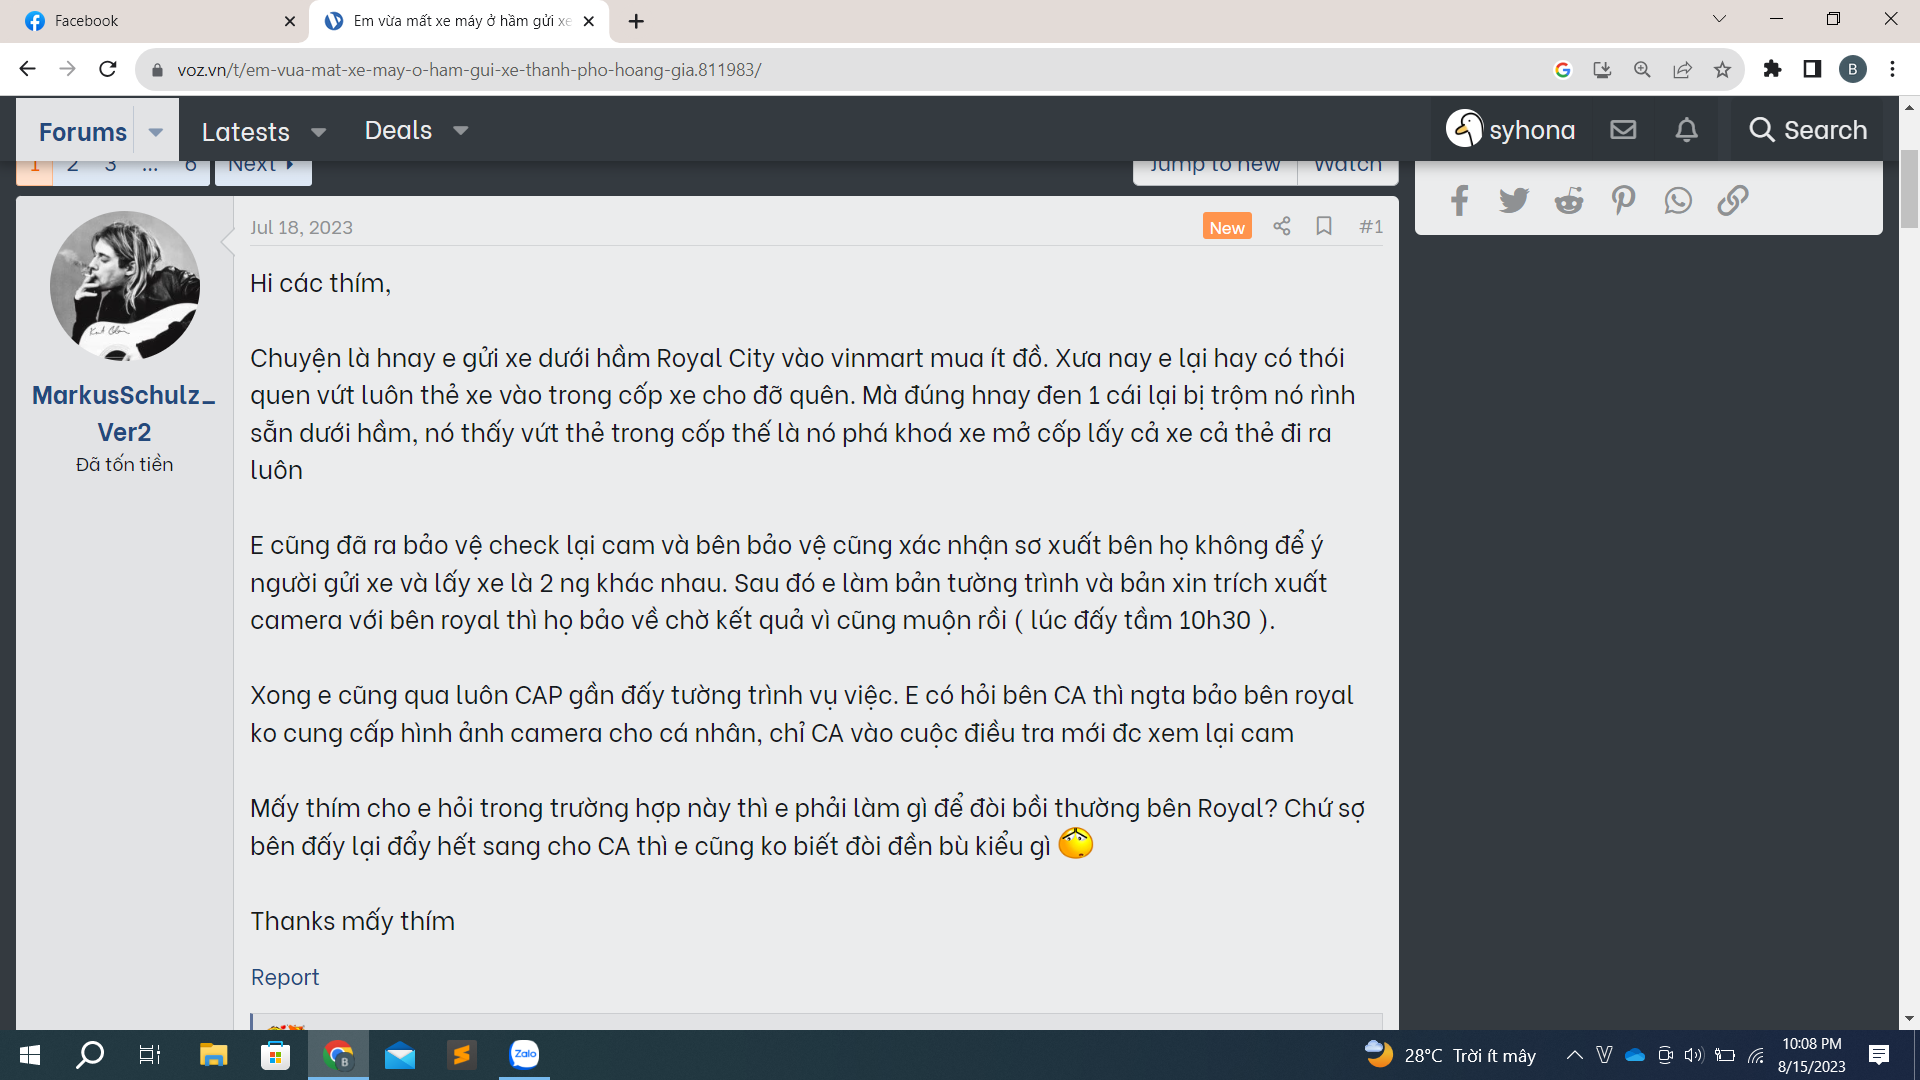 Facebook
Em vừa mất xe máy ở hầm gửi xe
voz.vn/t/em-vua-mat-xe-may-o-ham-gui-xe-thanh-pho-hoang-gia.811983/
B
Forums
Latests
Deals
syhona
Search
1 2 3 ... 6 Next
Jump to new
Watch
Jul 18, 2023
New
#1
MarkusSchulz_
Ver2
Đã tốn tiền
Hi các thím,
Chuyện là hnay e gửi xe dưới hầm Royal City vào vinmart mua ít đồ. Xưa nay e lại hay có thói
quen vứt luôn thẻ xe vào trong cốp xe cho đỡ quên. Mà đúng hnay đen 1 cái lại bị trộm nó rình
sẵn dưới hầm, nó thấy vứt thẻ trong cốp thế là nó phá khoá xe mở cốp lấy cả xe cả thẻ đi ra
luôn
E cũng đã ra bảo vệ check lại cam và bên bảo vệ cũng xác nhận sơ xuất bên họ không để ý
người gửi xe và lấy xe là 2 ng khác nhau. Sau đó e làm bản tường trình và bản xin trích xuất
camera với bên royal thì họ bảo về chờ kết quả vì cũng muộn rồi ( lúc đấy tầm 10h30 ).
Xong e cũng qua luôn CAP gần đấy tường trình vụ việc. E có hỏi bên CA thì ngta bảo bên royal
ko cung cấp hình ảnh camera cho cá nhân, chỉ CA vào cuộc điều tra mới đc xem lại cam
Mấy thím cho e hỏi trong trường hợp này thì e phải làm gì để đòi bồi thường bên Royal? Chứ sợ
bên đấy lại đẩy hết sang cho CA thì e cũng ko biết đòi đền bù kiểu gì
Thanks mấy thím
Report
B
Zalo
28°C Trời ít mây
10:08 PM
8/15/2023